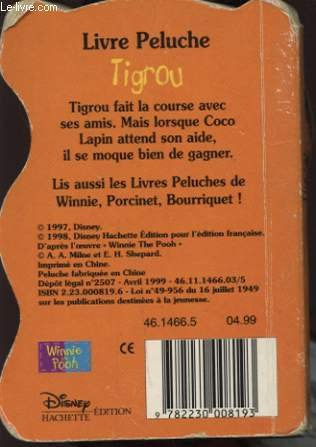 Le-livre.com
Livre Peluche
Tigrou
Tigrou fait la course avec
ses amis. Mais lorsque Coco
Lapin attend son aide,
il se moque bien de gagner.
Lis aussi les Livres Peluches de
Winnie, Porcinet, Bourriquet !
© 1997, Disney.
© 1998, Disney Hachette Édition pour l'édition française.
D'après l'œuvre « Winnie The Pooh »
© A. A. Milne et E. H. Shepard.
Imprimé en Chine.
Peluche fabriquée en Chine
Dépôt légal n°2507 - Avril 1999 - 46.11.1466.03/5
ISBN 2.23.000819.6 - Loi n°49-956 du 16 juillet 1949
sur les publications destinées à la jeunesse.
46.1466.5 04.99
Winnie
the
Pooh
CE
Disney
HACHETTE ÉDITION
9 782230 008193